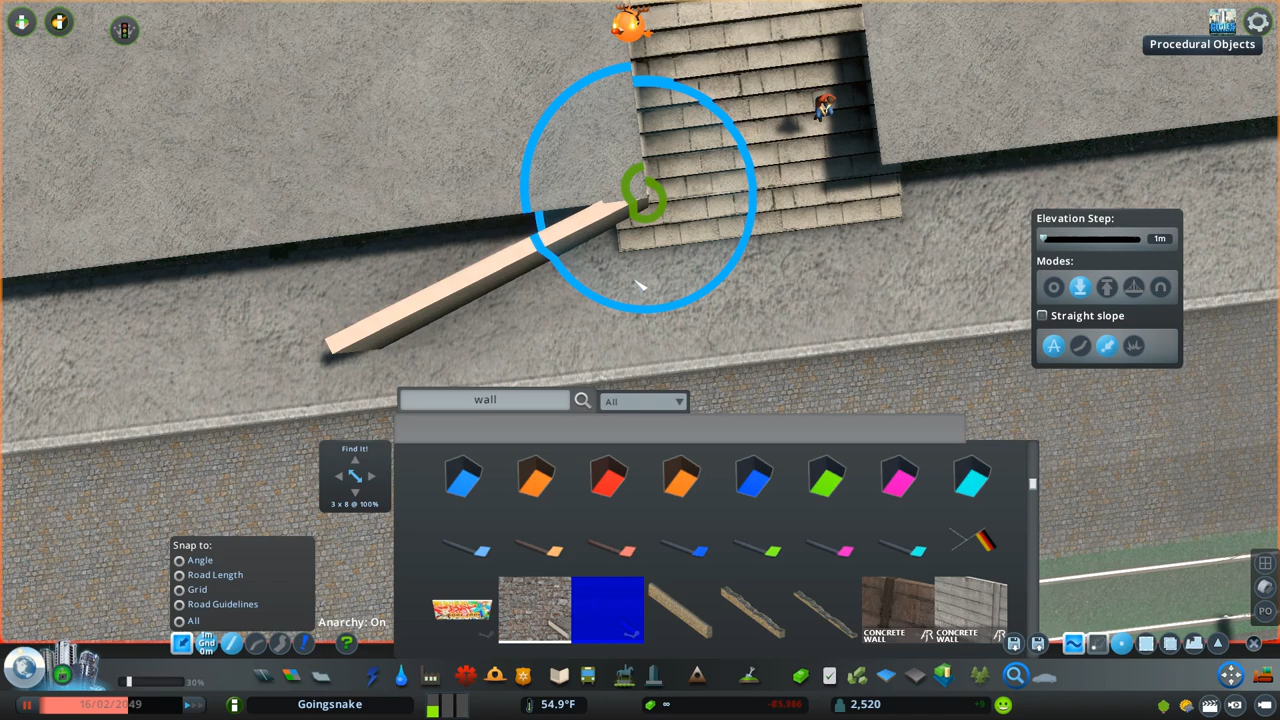 Procedural Objects
Elevation Step:
1m
Modes:
Straight slope
wall
All
Find It!
3 x 8 @ 100%
Snap to:
Angle
Road Length
Grid
Road Guidelines
All
Anarchy: On
1m
Grid
0m
CONCRETE
WALL
CONCRETE
WALL
PO
30%
16/02/2049
Goingsnake
54.9°F
∞
2,520
+9